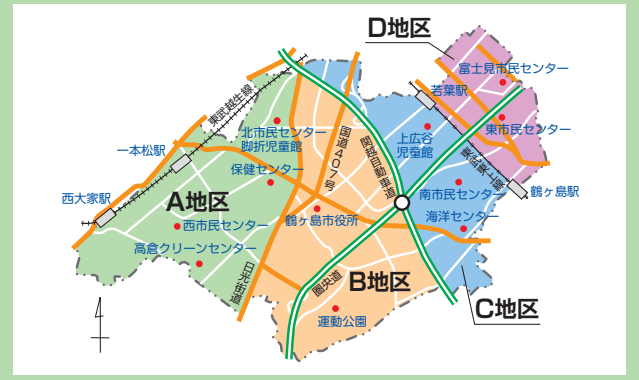 D地区
富士見市民センター
若葉駅
東武越生線
北市民センター
脚折児童館
国道407号
関越自動車道
上広谷
児童館
東市民センター
東武東上線
一本松駅
保健センター
西大家駅
A地区
南市民センター
鶴ヶ島駅
西市民センター
鶴ヶ島市役所
海洋センター
高倉クリーンセンター
日光街道
圏央道
B地区
C地区
運動公園